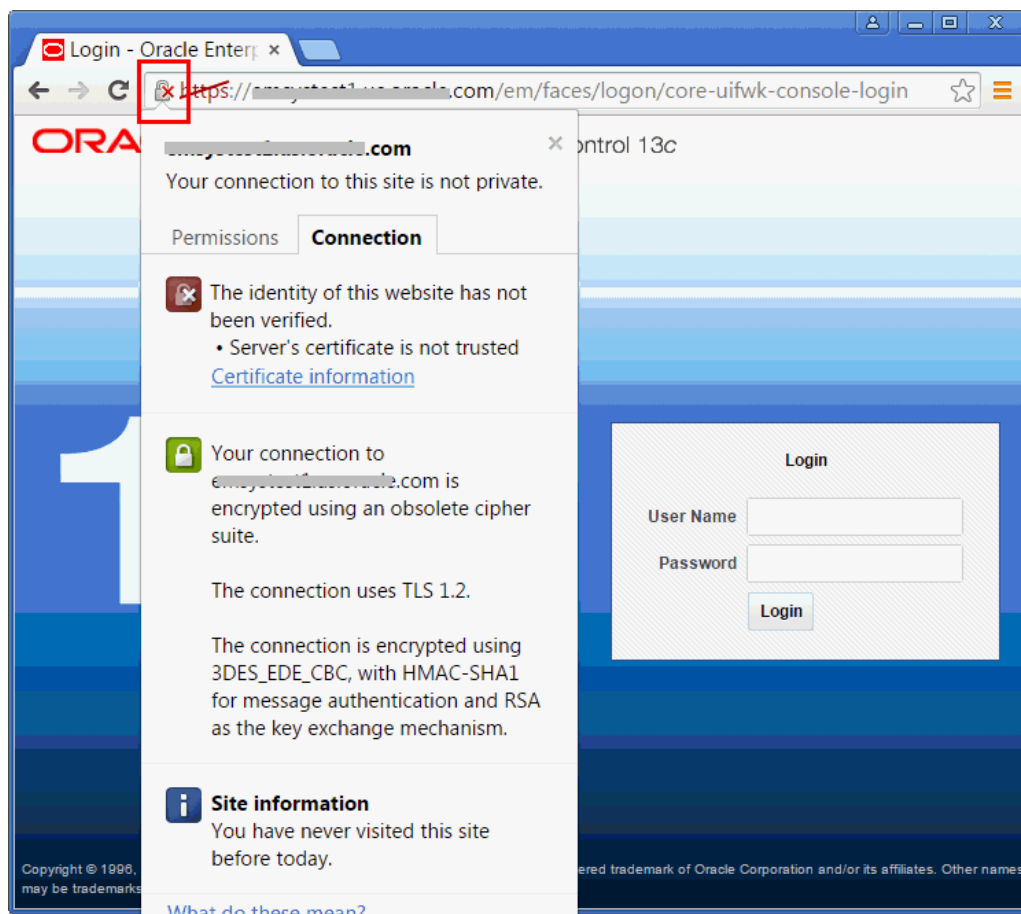 Login - Oracle Enterp
https://.com/em/faces/logon/core-uifwk-console-login
ORA
ontrol 13c
.com
Your connection to this site is not private.
Permissions
Connection
The identity of this website has not
been verified.
• Server's certificate is not trusted
Certificate information
Your connection to
.com is
encrypted using an obsolete cipher
suite.
The connection uses TLS 1.2.
The connection is encrypted using
3DES_EDE_CBC, with HMAC-SHA1
for message authentication and RSA
as the key exchange mechanism.
Site information
You have never visited this site
before today.
What do these mean?
1
Login
User Name
Password
Login
Copyright © 1996, ered trademark of Oracle Corporation and/or its affiliates. Other names
may be trademarks